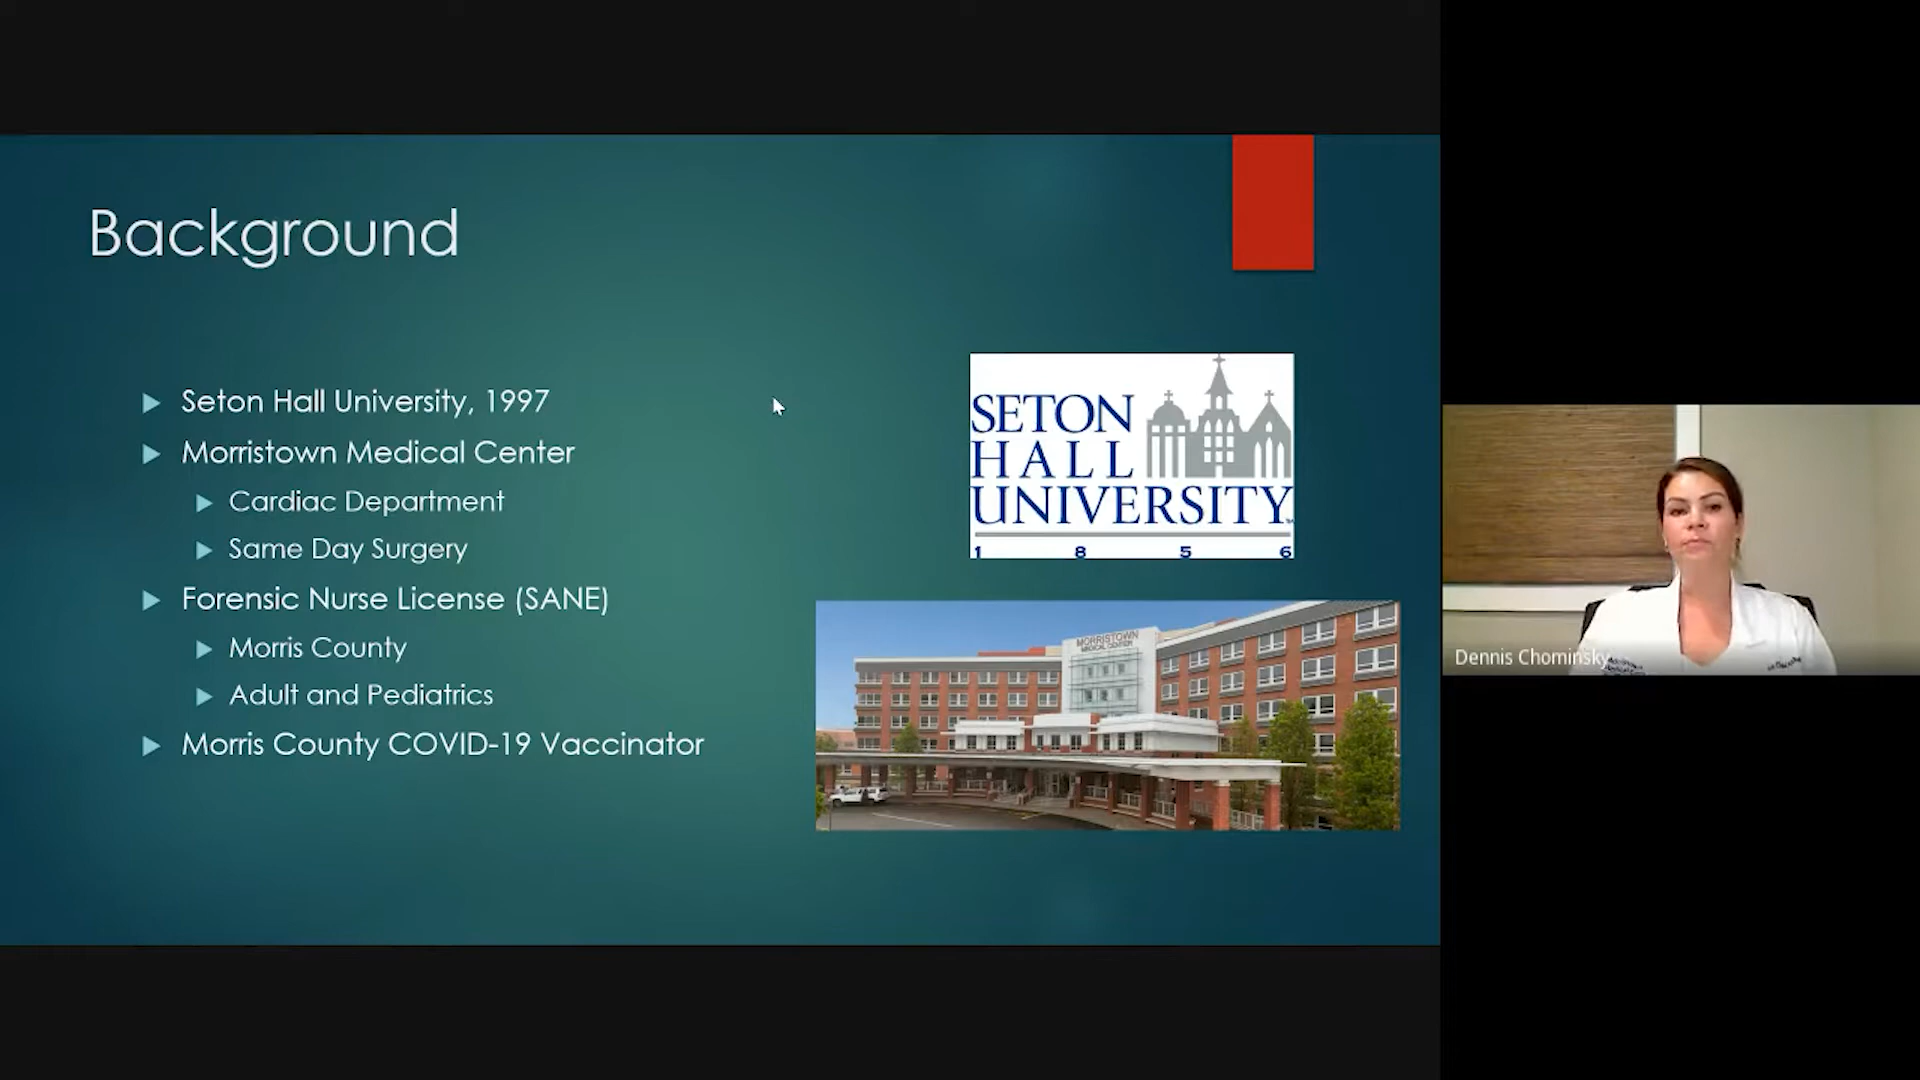 Background
Seton Hall University, 1997
Morristown Medical Center
Cardiac Department
Same Day Surgery
Forensic Nurse License (SANE)
Morris County
Adult and Pediatrics
Morris County COVID-19 Vaccinator
SETON
HALL
UNIVERSITY
1 8 5 6
MORRISTOWN
MEDICAL CENTER
Dennis Chominsky